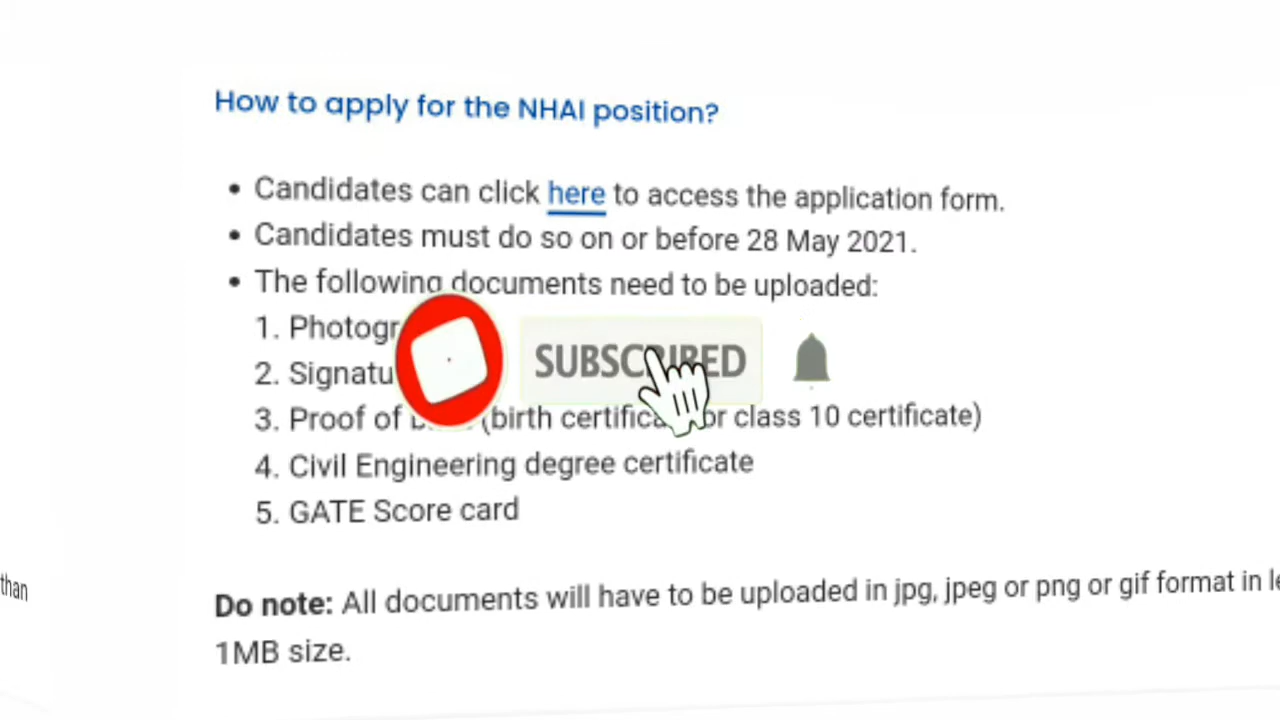 How to apply for the NHAI position?
• Candidates can click here to access the application form.
• Candidates must do so on or before 28 May 2021.
• The following documents need to be uploaded:
1. Photogr
2. Signatu
SUBSCRIBED
3. Proof of (birth certifica or class 10 certificate)
4. Civil Engineering degree certificate
5. GATE Score card
than
Do note: All documents will have to be uploaded in jpg, jpeg or png or gif format in le
1MB size.